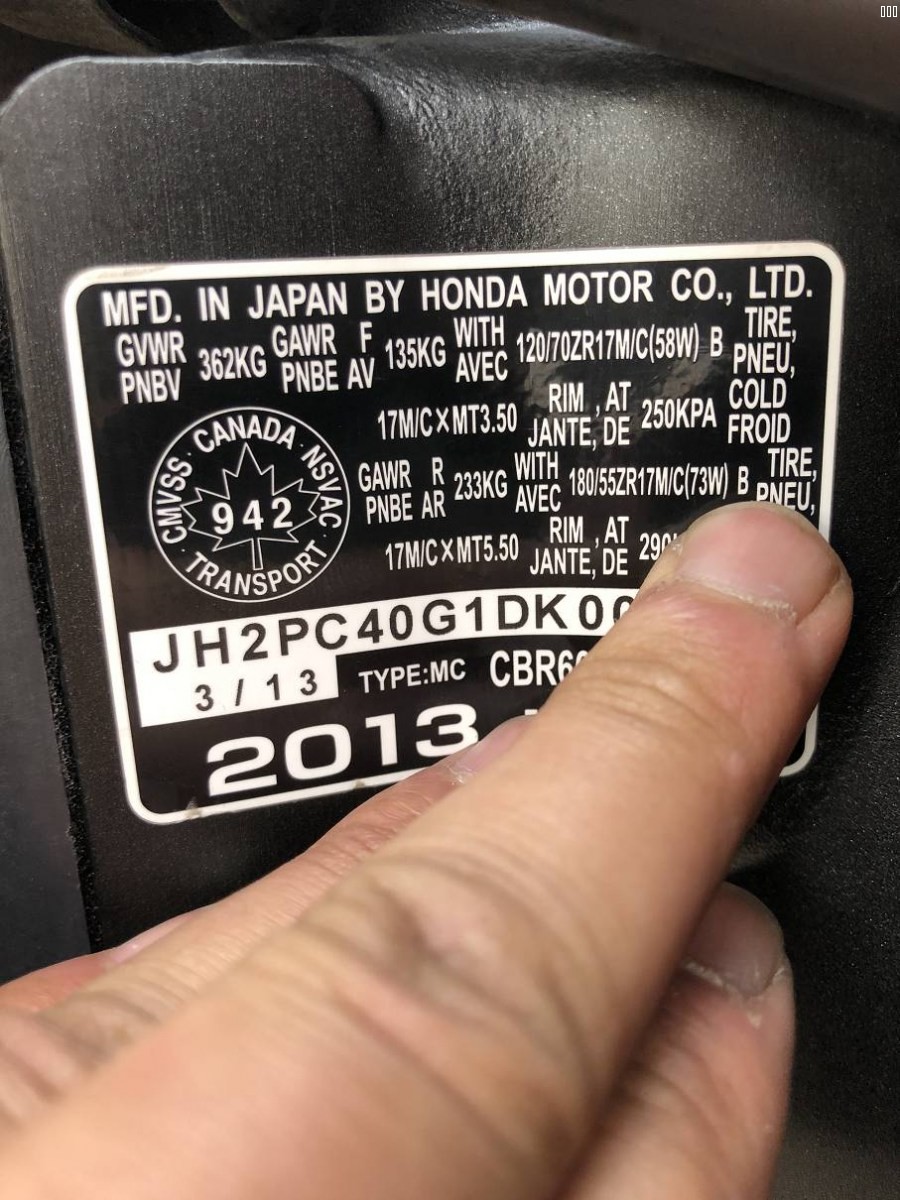 MFD. IN JAPAN BY HONDA MOTOR CO., LTD.
GVWR PNBV 362KG GAWR F PNBE AV 135KG WITH AVEC 120/70ZR17M/C(58W) B TIRE, PNEU,
17M/C X MT3.50 RIM , AT JANTE, DE 250KPA COLD FROID
CMVSS · CANADA · NSVAC · TRANSPORT ·
942
GAWR R PNBE AR 233KG WITH AVEC 180/55ZR17M/C(73W) B TIRE, PNEU,
17M/C X MT5.50 RIM , AT JANTE, DE 290
JH2PC40G1DK00
3/13 TYPE:MC CBR6
2013